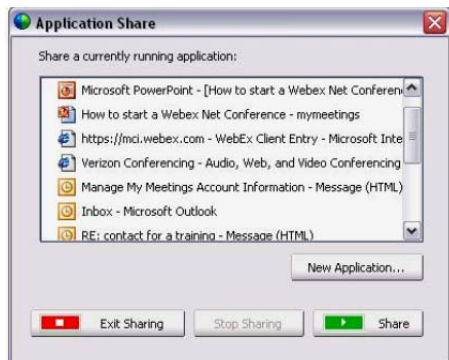 Application Share
Share a currently running application:
Microsoft PowerPoint - [How to start a Webex Net Conferen
How to start a Webex Net Conference - mymeetings
https://mci.webex.com - WebEx Client Entry - Microsoft Inte
Verizon Conferencing - Audio, Web, and Video Conferencing
Manage My Meetings Account Information - Message (HTML)
Inbox - Microsoft Outlook
RE: contact for a training - Message (HTML)
New Application...
Exit Sharing Stop Sharing Share